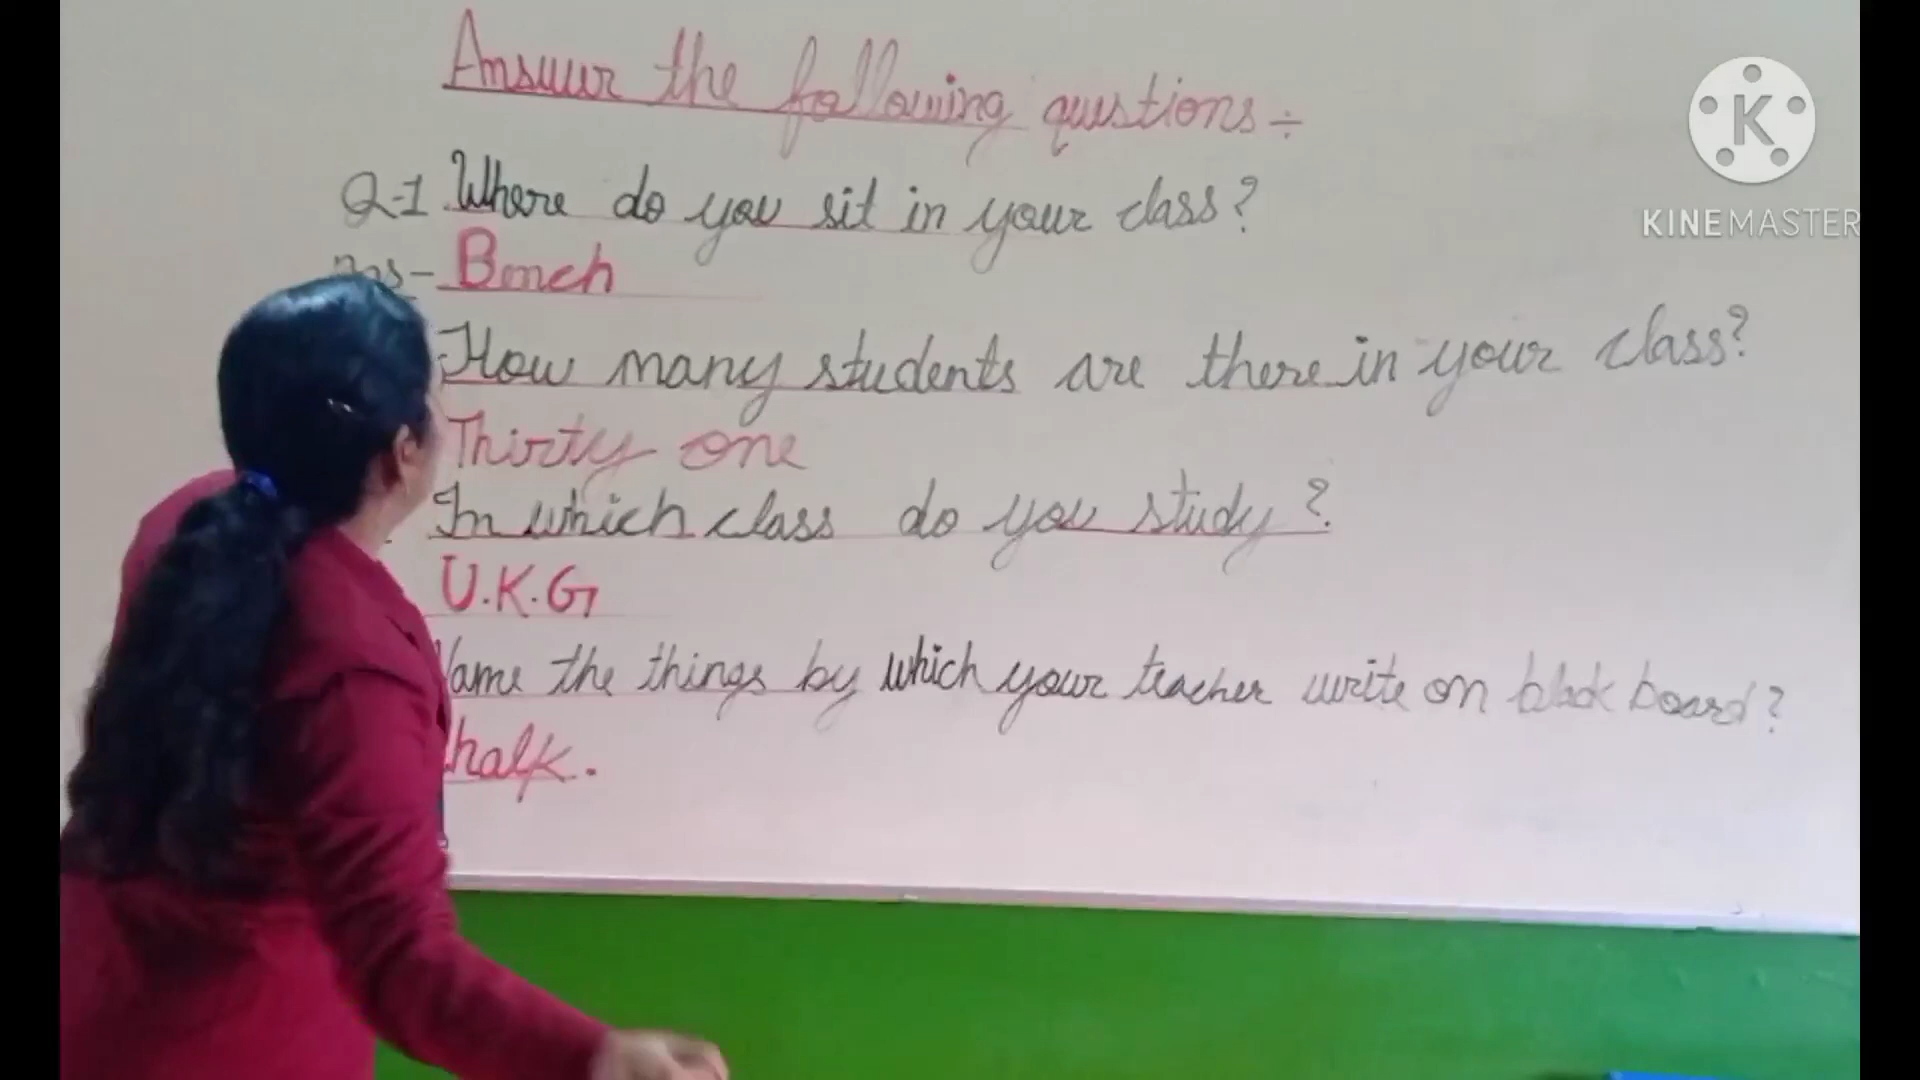 Answer the following questions÷
Q-1 Where do you sit in your class?
Ans- Bench
How many students are there in your class?
Thirty one
In which class do you study?
U.K.G
Name the things by which your teacher write on black board?
Chalk.
K
KINEMASTER